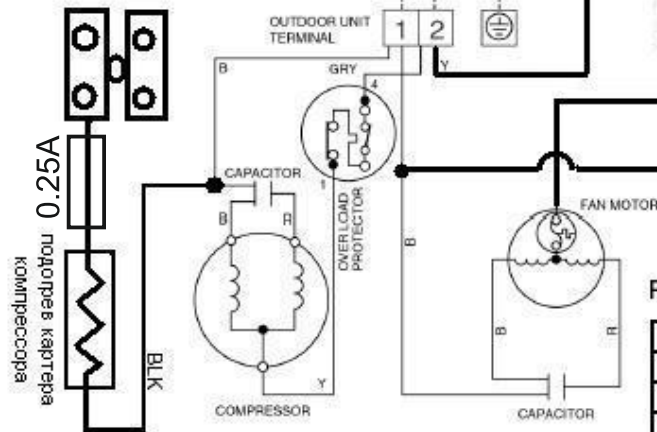 OUTDOOR UNIT
TERMINAL
1 2
B
GRY
Y
4
0.25A
CAPACITOR
1
B
R
OVER LOAD
PROTECTOR
B
FAN MOTOR
подогрев картера
компрессора
BLK
Y
B
R
COMPRESSOR
CAPACITOR